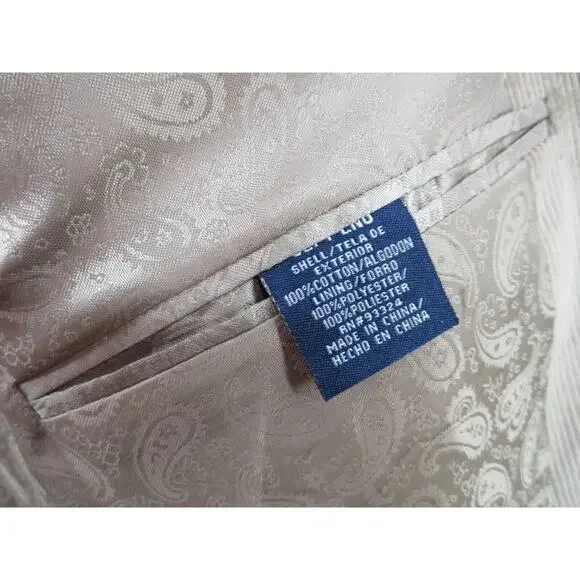 SHELL/TELA DE
EXTERIOR
100%COTTON/ALGODON
LINING/FORRO
100%POLYESTER/
100%POLIESTER
RN#93324
MADE IN CHINA/
HECHO EN CHINA